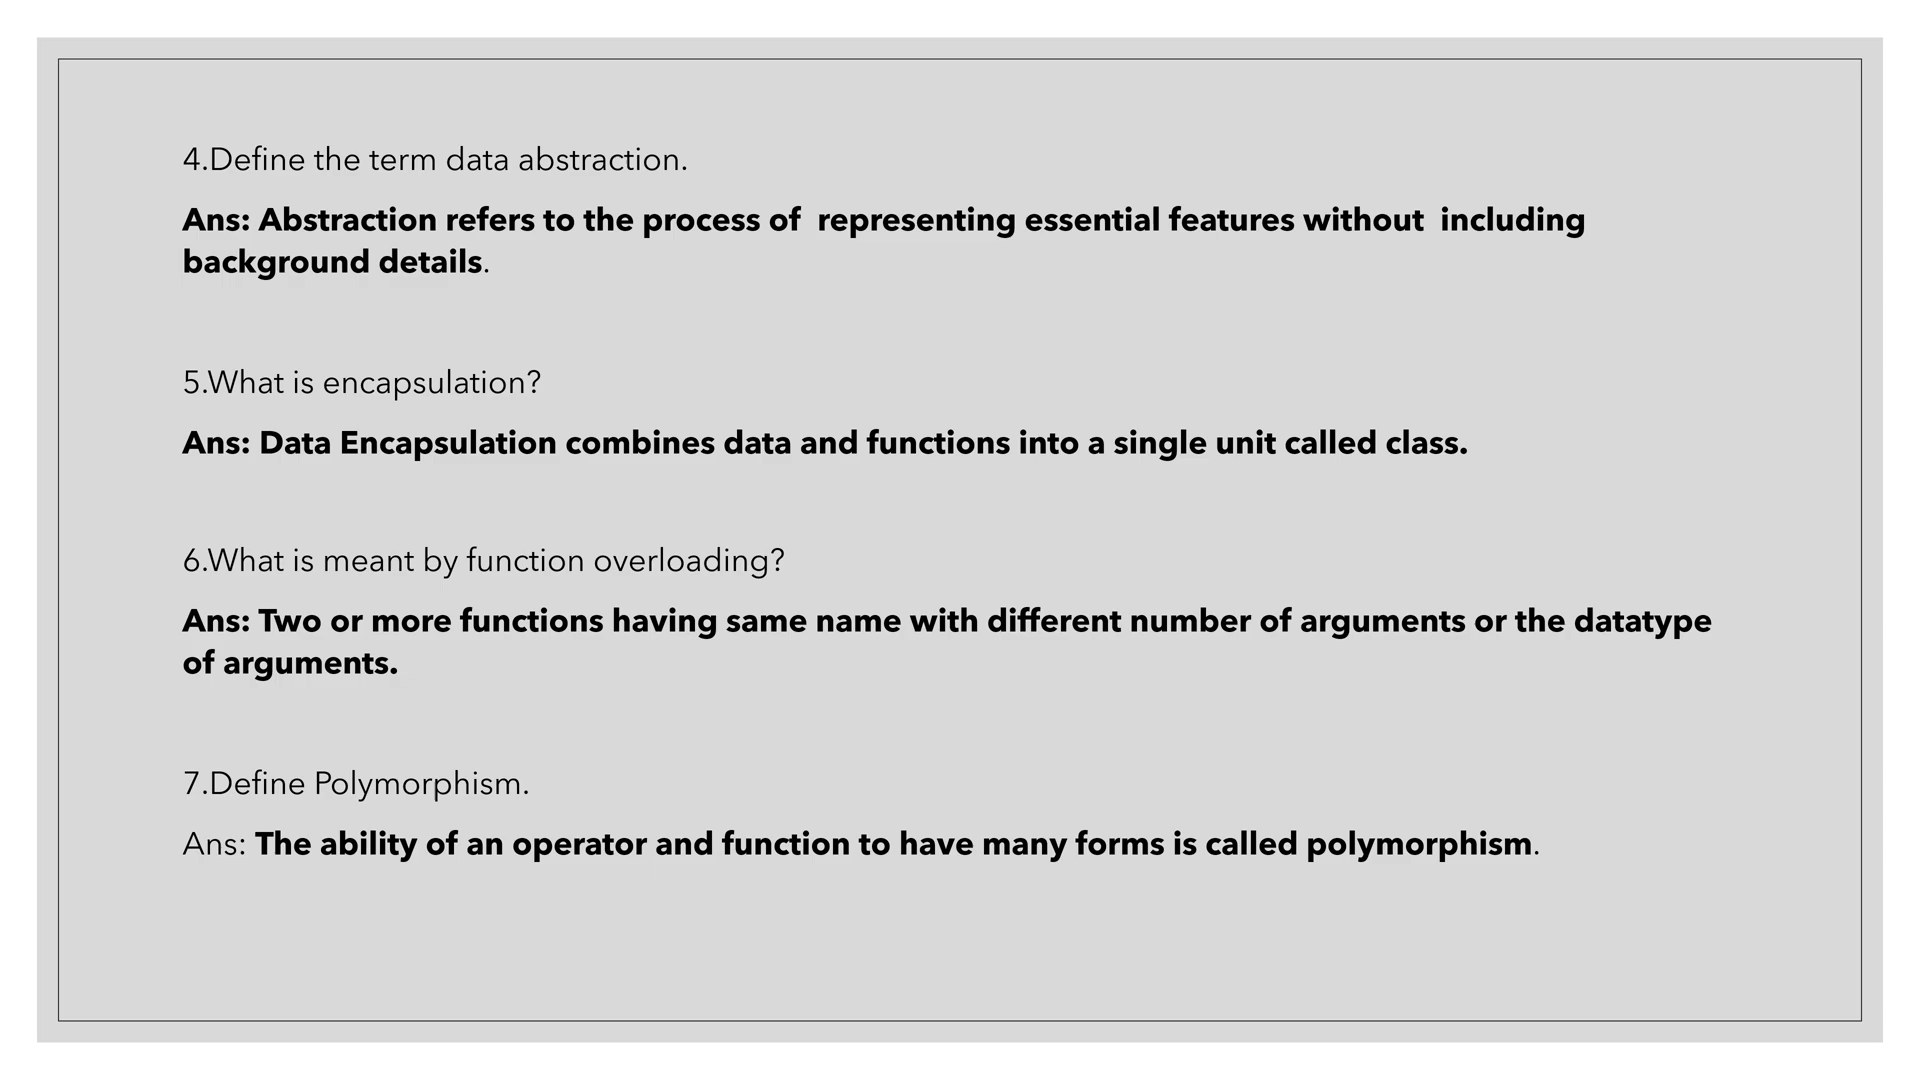 4.Define the term data abstraction.
Ans: Abstraction refers to the process of  representing essential features without  including
background details.
5.What is encapsulation?
Ans: Data Encapsulation combines data and functions into a single unit called class.
6.What is meant by function overloading?
Ans: Two or more functions having same name with different number of arguments or the datatype
of arguments.
7.Define Polymorphism.
Ans: The ability of an operator and function to have many forms is called polymorphism.